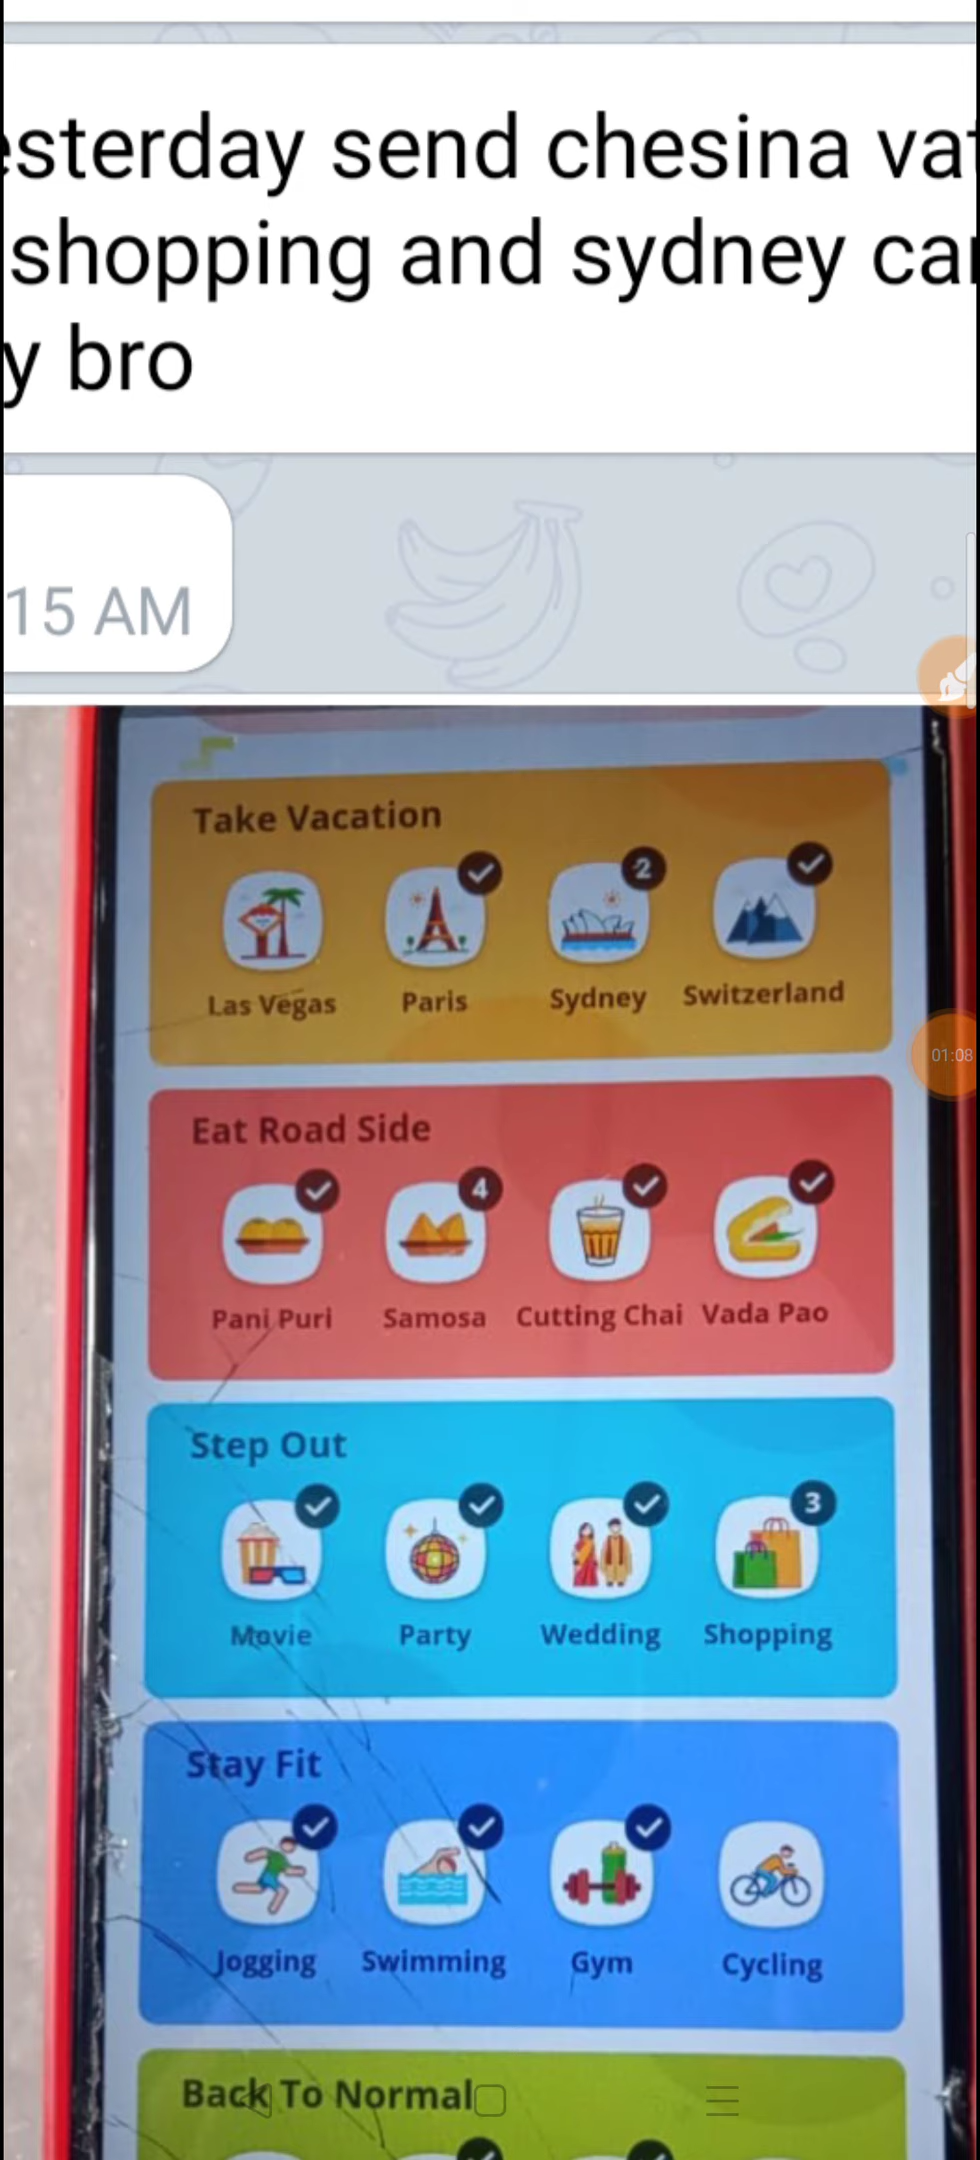 esterday send chesina va
shopping and sydney ca
y bro
15 AM
Take Vacation
2
Las Vegas Paris Sydney Switzerland
01:08
Eat Road Side
4
Pani Puri Samosa Cutting Chai Vada Pao
Step Out
3
Movie Party Wedding Shopping
Stay Fit
Jogging Swimming Gym Cycling
Back To Normal